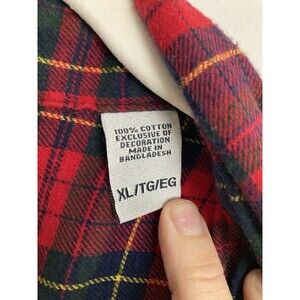 100% COTTON
EXCLUSIVE OF
DECORATION
MADE IN
BANGLADESH
XL/TG/EG